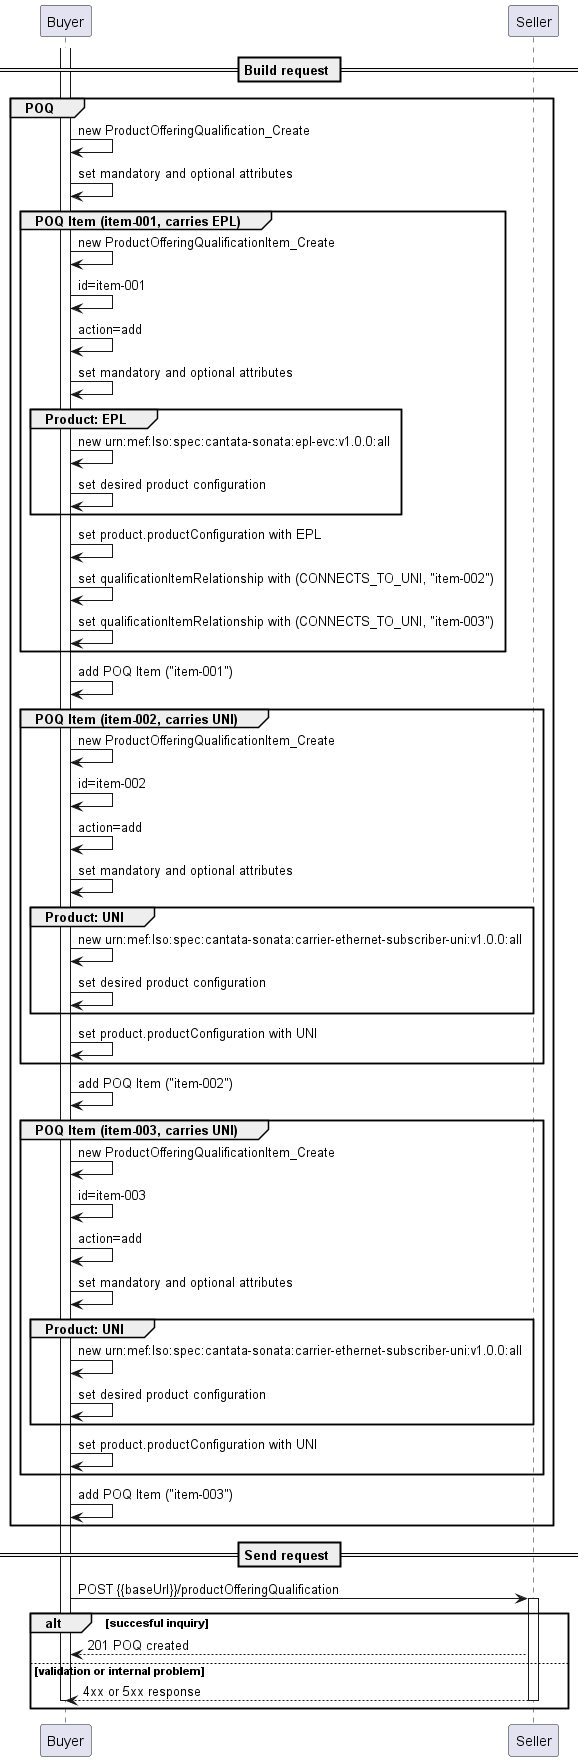 Buyer
Seller
Build request
POQ
new ProductOfferingQualification_Create
set mandatory and optional attributes
POQ Item (item-001, carries EPL)
new ProductOfferingQualificationItem_Create
id=item-001
action=add
set mandatory and optional attributes
Product: EPL
new urn:mef:lso:spec:cantata-sonata:epl-evc:v1.0.0:all
set desired product configuration
set product.productConfiguration with EPL
set qualificationItemRelationship with (CONNECTS_TO_UNI, "item-002")
set qualificationItemRelationship with (CONNECTS_TO_UNI, "item-003")
add POQ Item ("item-001")
POQ Item (item-002, carries UNI)
new ProductOfferingQualificationItem_Create
id=item-002
action=add
set mandatory and optional attributes
Product: UNI
new urn:mef:lso:spec:cantata-sonata:carrier-ethernet-subscriber-uni:v1.0.0:all
set desired product configuration
set product.productConfiguration with UNI
add POQ Item ("item-002")
POQ Item (item-003, carries UNI)
new ProductOfferingQualificationItem_Create
id=item-003
action=add
set mandatory and optional attributes
Product: UNI
new urn:mef:lso:spec:cantata-sonata:carrier-ethernet-subscriber-uni:v1.0.0:all
set desired product configuration
set product.productConfiguration with UNI
add POQ Item ("item-003")
Send request
POST {{baseUrl}}/productOfferingQualification
alt [succesful inquiry]
201 POQ created
[validation or internal problem]
4xx or 5xx response
Buyer
Seller